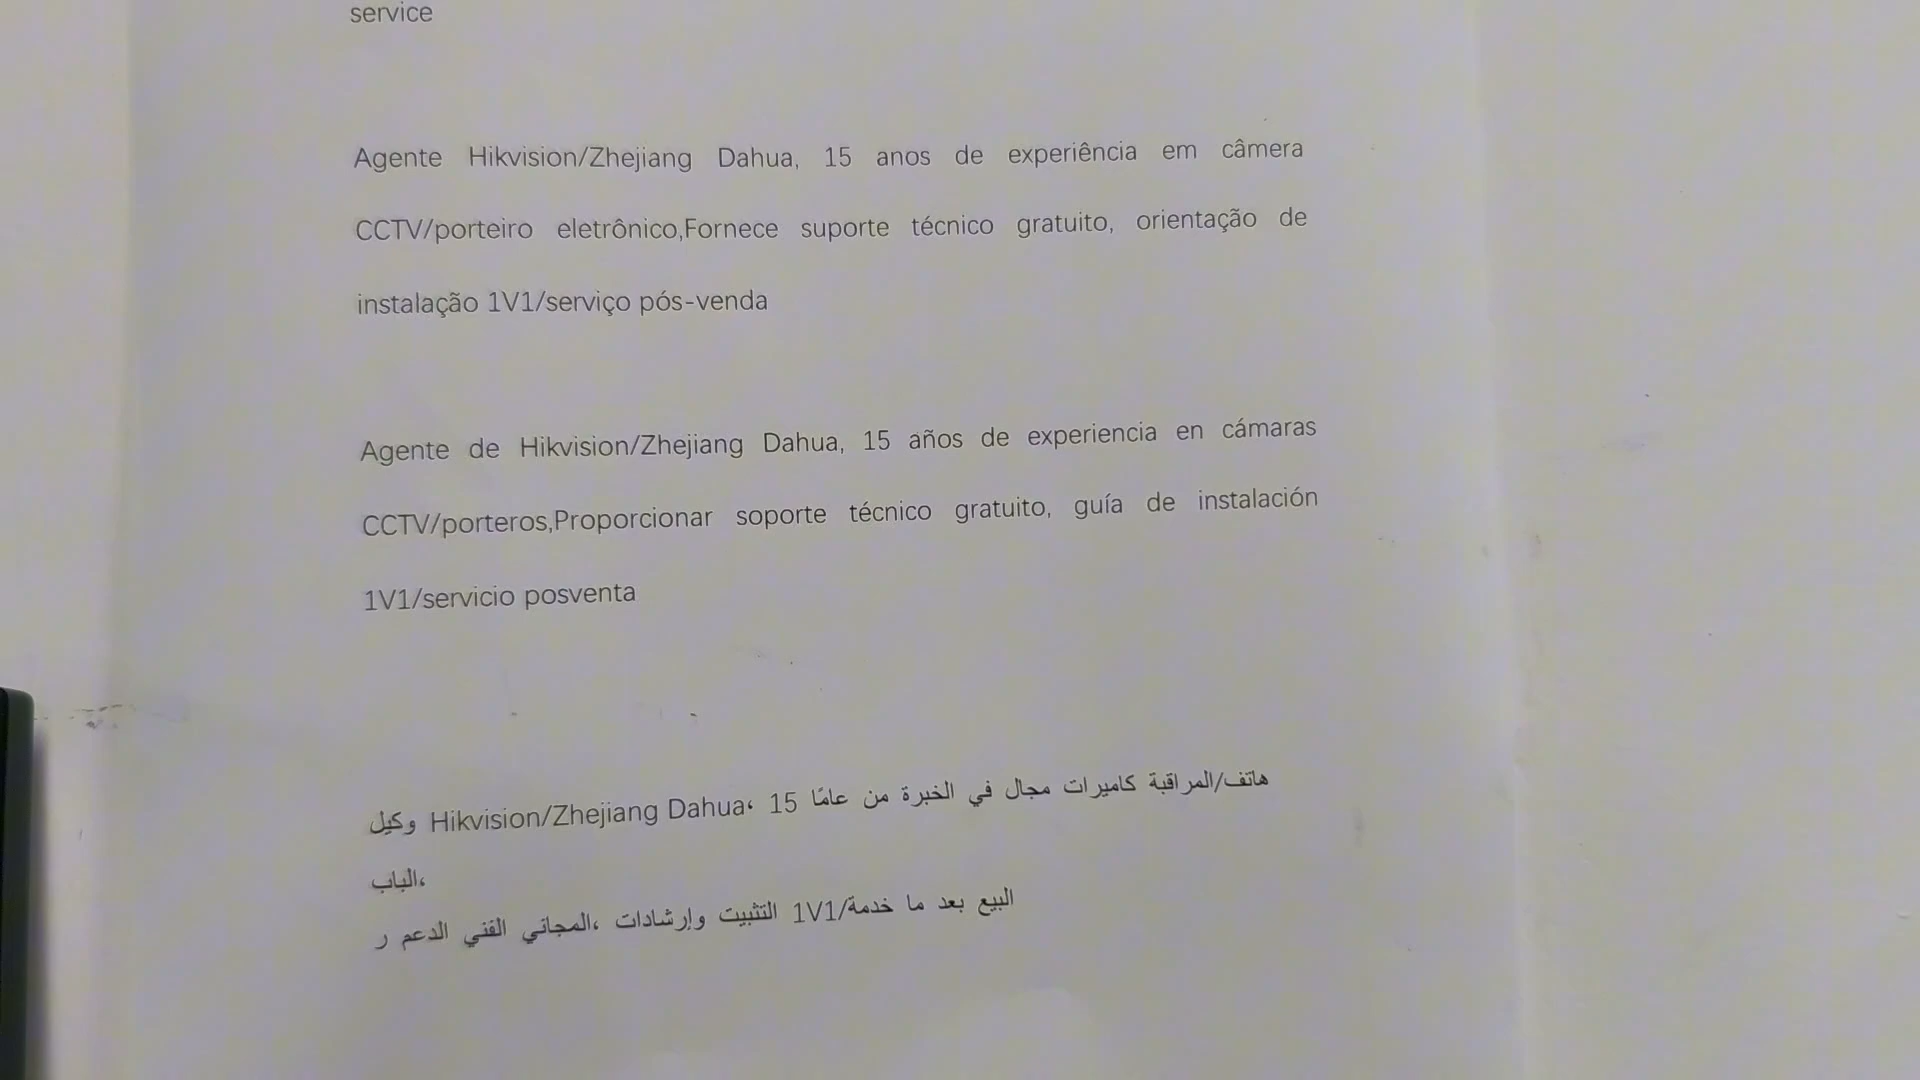 service
Agente Hikvision/Zhejiang Dahua, 15 anos de experiência em câmera
CCTV/porteiro eletrônico,Fornece suporte técnico gratuito, orientação de
instalação 1V1/serviço pós-venda
Agente de Hikvision/Zhejiang Dahua, 15 años de experiencia en cámaras
CCTV/porteros,Proporcionar soporte técnico gratuito, guía de instalación
1V1/servicio posventa
وكيل Hikvision/Zhejiang Dahua، 15 عامًا من الخبرة في مجال كاميرات المراقبة/هاتف
الباب،
ر الدعم الفني المجاني، وإرشادات التثبيت 1V1/خدمة ما بعد البيع